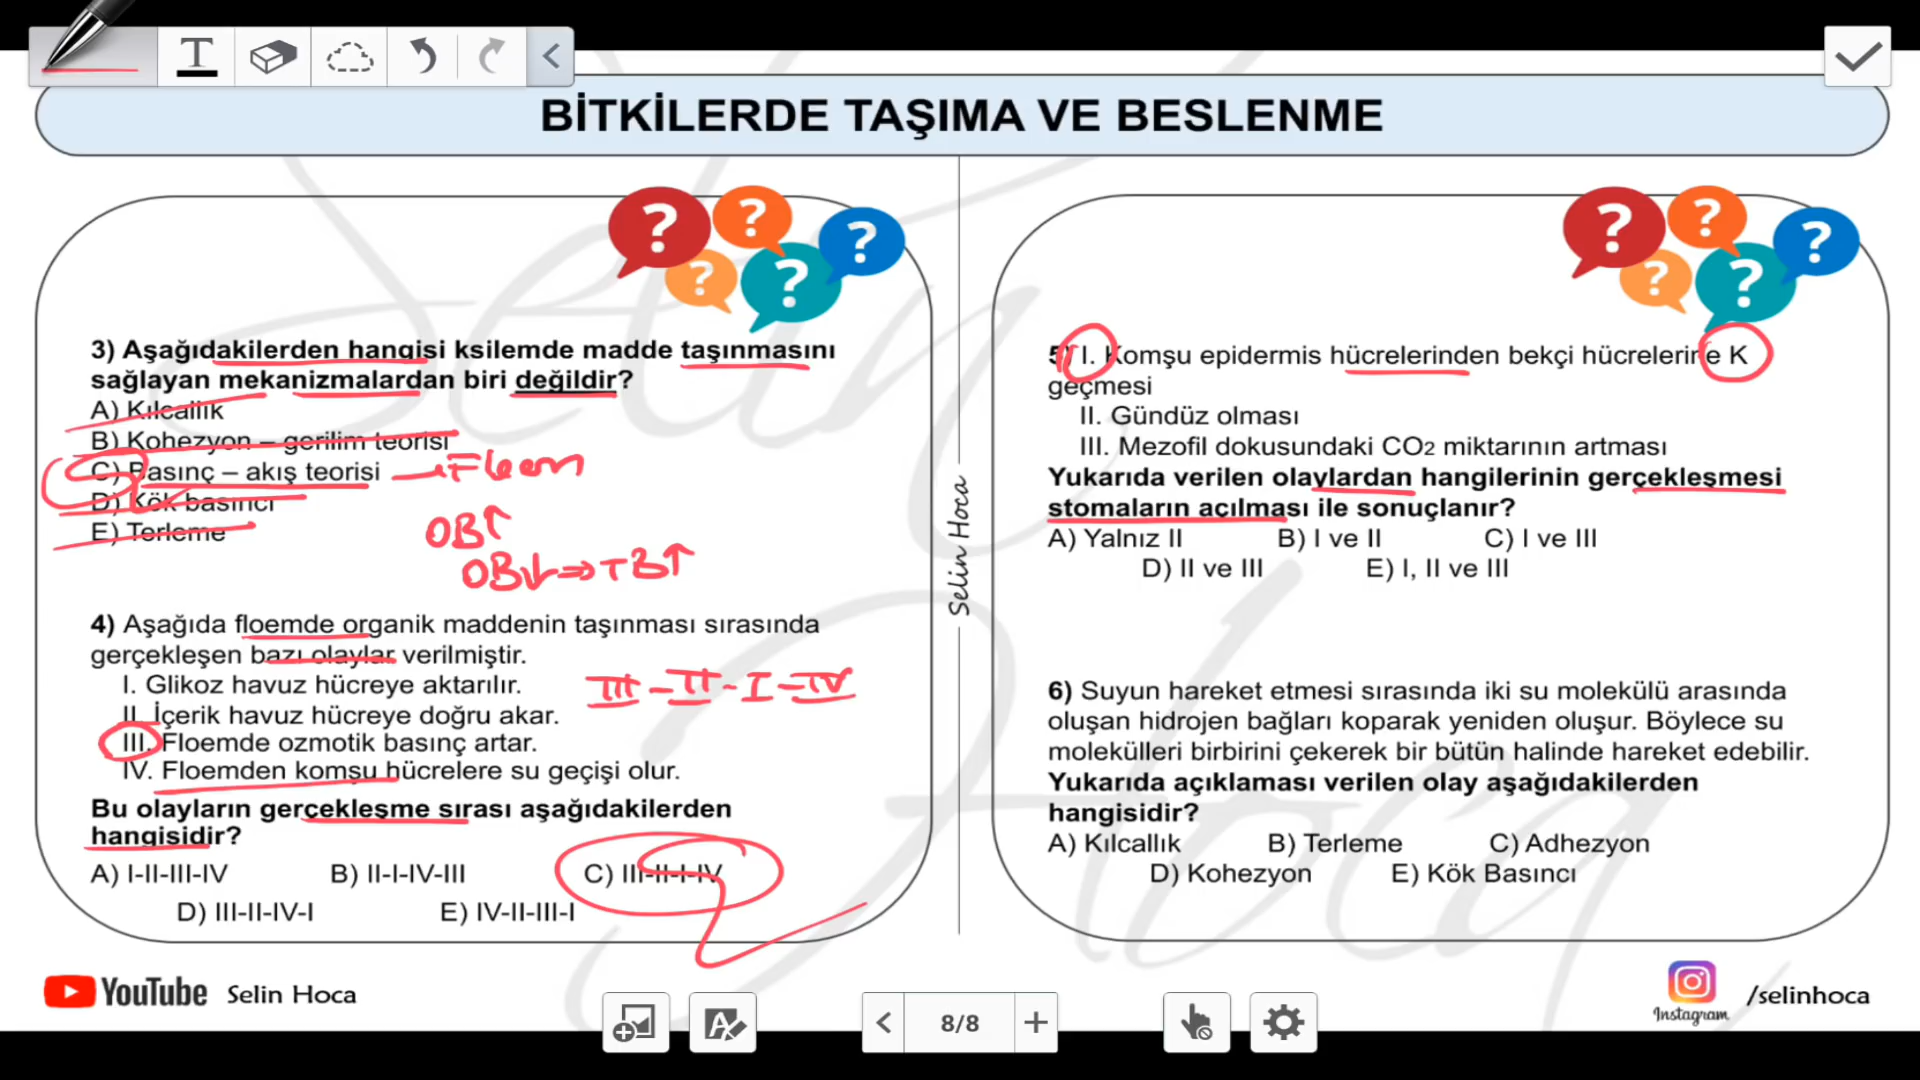 BİTKİLERDE TAŞIMA VE BESLENME
3) Aşağıdakilerden hangisi ksilemde madde taşınmasını
sağlayan mekanizmalardan biri değildir?
A) Kılcallık
B) Kohezyon – gerilim teorisi
C) Basınç – akış teorisi → Floem
D) Kök basıncı
E) Terleme
OB↑
OB↓ ⇒ TB↑
4) Aşağıda floemde organik maddenin taşınması sırasında
gerçekleşen bazı olaylar verilmiştir.
I. Glikoz havuz hücreye aktarılır.
II. İçerik havuz hücreye doğru akar.
III. Floemde ozmotik basınç artar.
IV. Floemden komşu hücrelere su geçişi olur.
III – II - I – IV
Bu olayların gerçekleşme sırası aşağıdakilerden
hangisidir?
A) I-II-III-IV B) II-I-IV-III C) III-II-I-IV
D) III-II-IV-I E) IV-II-III-I
Selin Hoca
5) I. Komşu epidermis hücrelerinden bekçi hücrelerine K
geçmesi
II. Gündüz olması
III. Mezofil dokusundaki CO2 miktarının artması
Yukarıda verilen olaylardan hangilerinin gerçekleşmesi
stomaların açılması ile sonuçlanır?
A) Yalnız II B) I ve II C) I ve III
D) II ve III E) I, II ve III
6) Suyun hareket etmesi sırasında iki su molekülü arasında
oluşan hidrojen bağları koparak yeniden oluşur. Böylece su
molekülleri birbirini çekerek bir bütün halinde hareket edebilir.
Yukarıda açıklaması verilen olay aşağıdakilerden
hangisidir?
A) Kılcallık B) Terleme C) Adhezyon
D) Kohezyon E) Kök Basıncı
YouTube Selin Hoca
8/8
Instagram /selinhoca